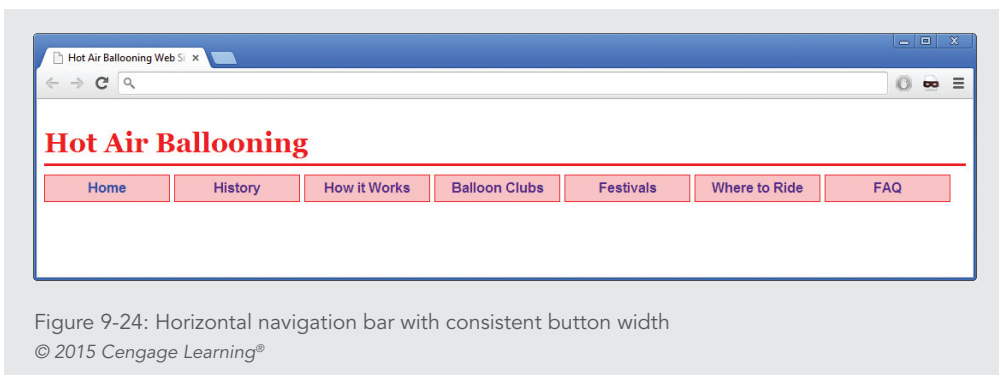 Hot Air Ballooning Web Si
Hot Air Ballooning
Home History How it Works Balloon Clubs Festivals Where to Ride FAQ
Figure 9-24: Horizontal navigation bar with consistent button width
© 2015 Cengage Learning®